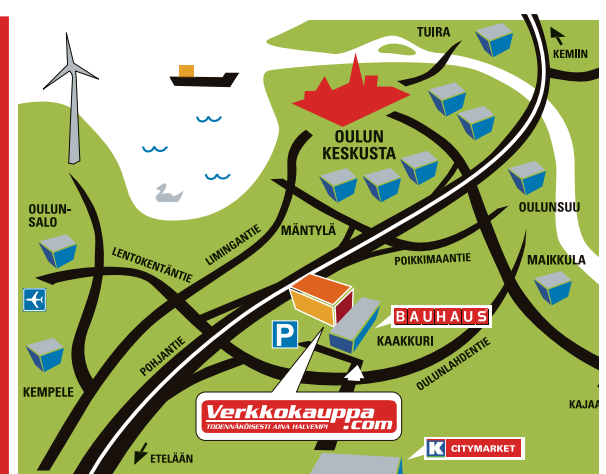 TUIRA
KEMIIN
OULUN
KESKUSTA
OULUN-
SALO
OULUNSUU
LENTOKENTÄNTIE
LIMINGANTIE
MÄNTYLÄ
POIKKIMAANTIE
MAIKKULA
BAUHAUS
P
KAAKKURI
POHJANTIE
OULUNLAHDENTIE
KEMPELE
Verkkokauppa
TODENNÄKÖISESTI AINA HALVEMPI .com
KAJAA
K CITYMARKET
ETELÄÄN